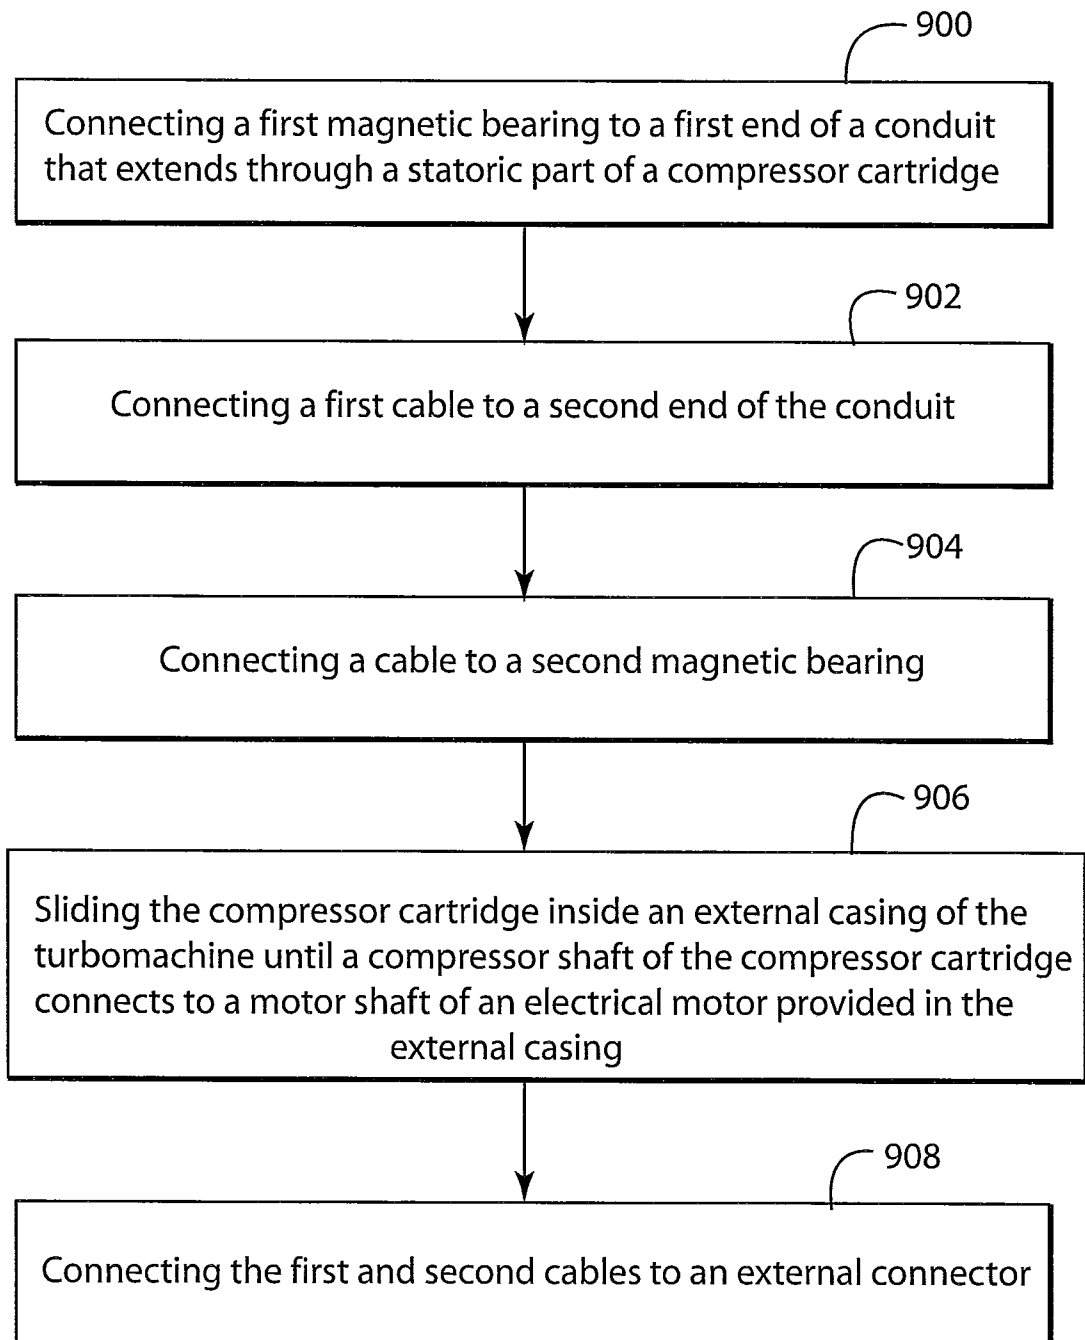 900
Connecting a first magnetic bearing to a first end of a conduit
that extends through a statoric part of a compressor cartridge
902
Connecting a first cable to a second end of the conduit
904
Connecting a cable to a second magnetic bearing
906
Sliding the compressor cartridge inside an external casing of the
turbomachine until a compressor shaft of the compressor cartridge
connects to a motor shaft of an electrical motor provided in the
external casing
908
Connecting the first and second cables to an external connector